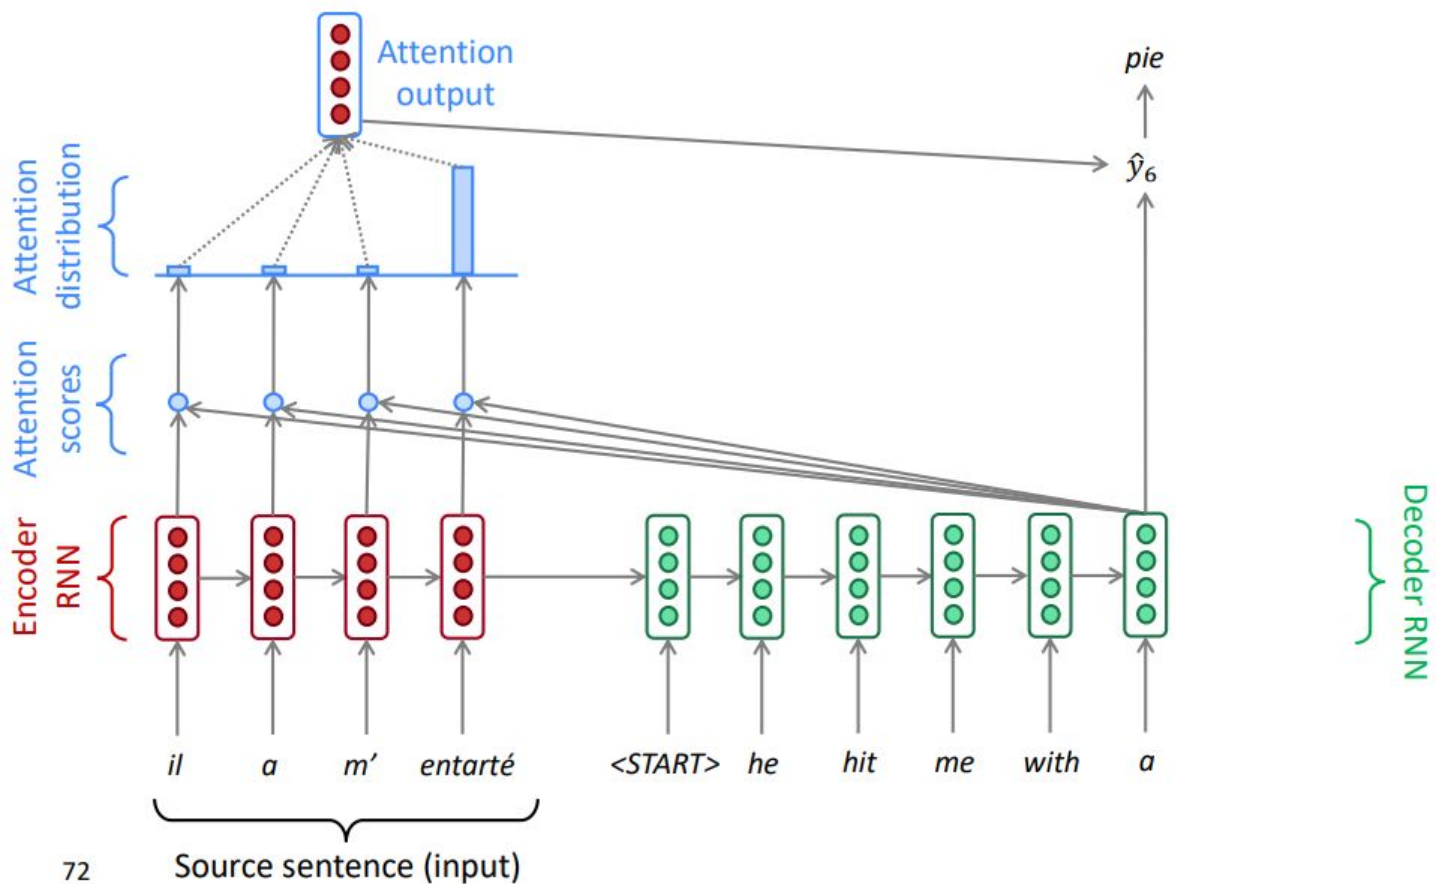 Attention
output
pie
Attention
distribution
ŷ6
Attention
scores
Encoder
RNN
Decoder RNN
il a m’ entarté <START> he hit me with a
Source sentence (input)
72